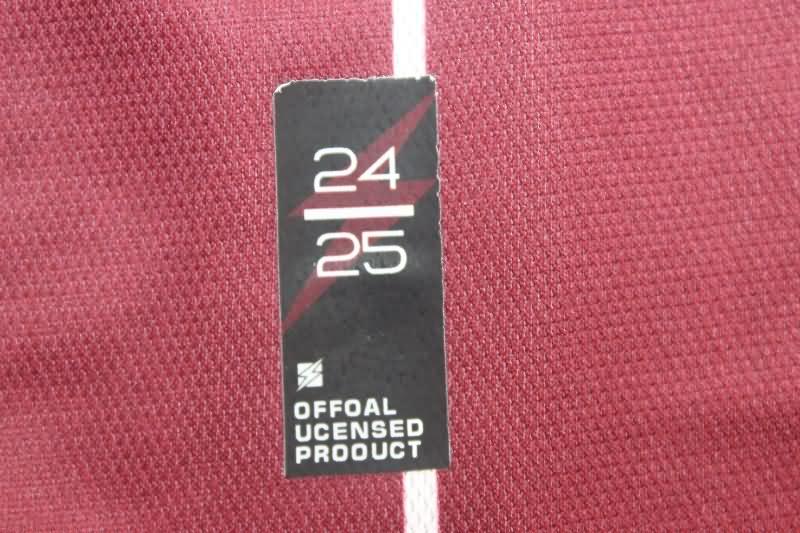 24
25
OFFOAL
UCENSED
PROOUCT